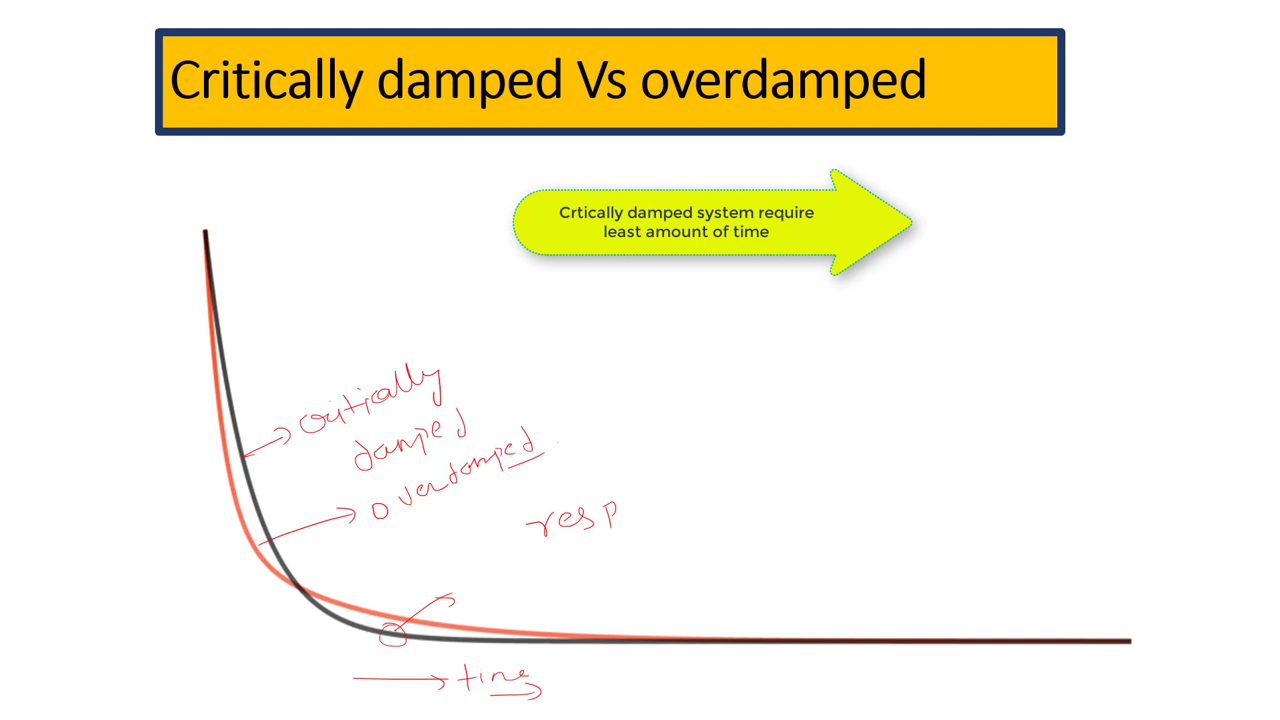 Critically damped Vs overdamped
Crtically damped system require
least amount of time
critically
damped
overdamped
resp
time